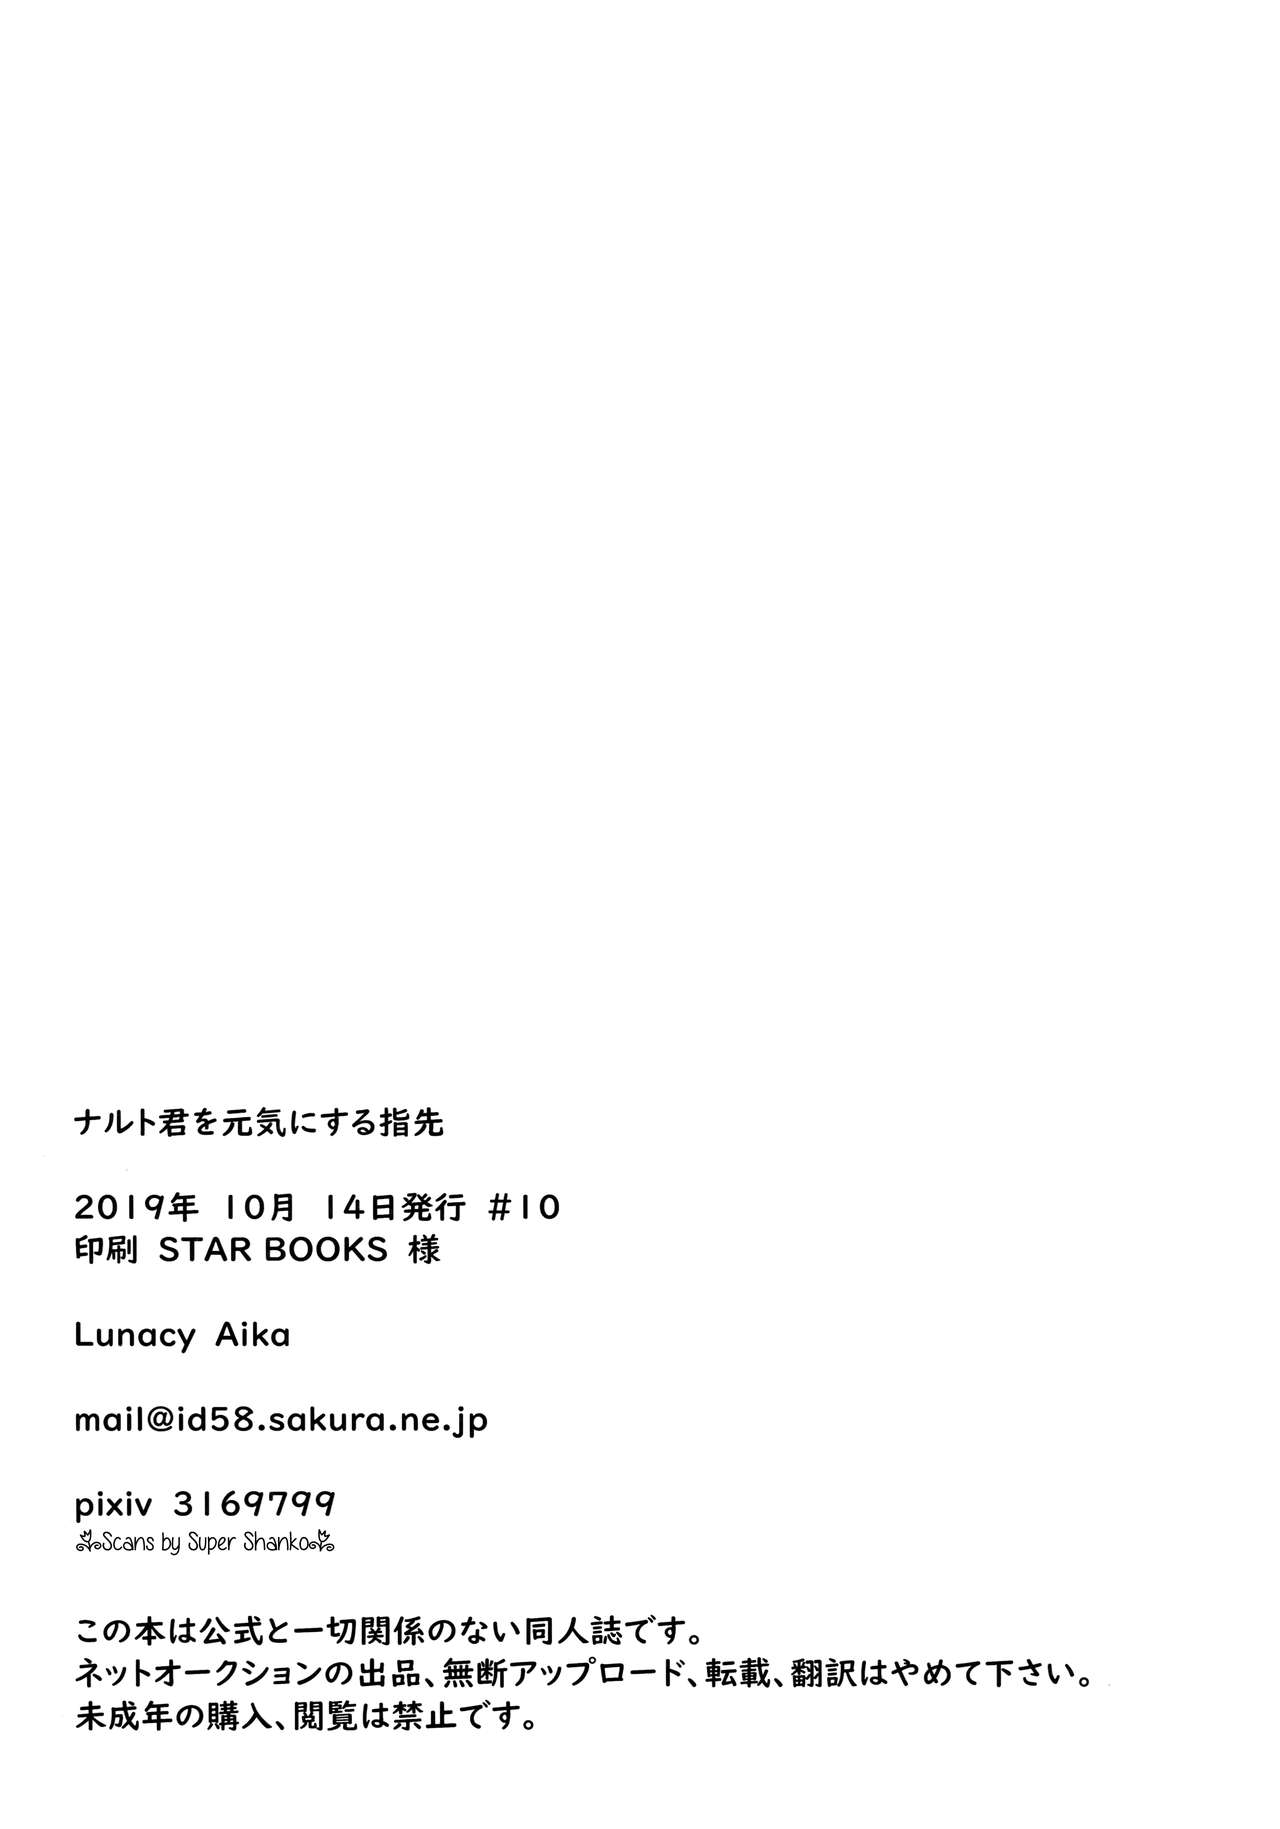 ナルト君を元気にする指先
2019年 10月 14日発行 #10
印刷 STAR BOOKS 様
Lunacy Aika
mail@id58.sakura.ne.jp
pixiv 3169799
Scans by Super Shanko
この本は公式と一切関係のない同人誌です。
ネットオークションの出品、無断アップロード、転載、翻訳はやめて下さい。
未成年の購入、閲覧は禁止です。